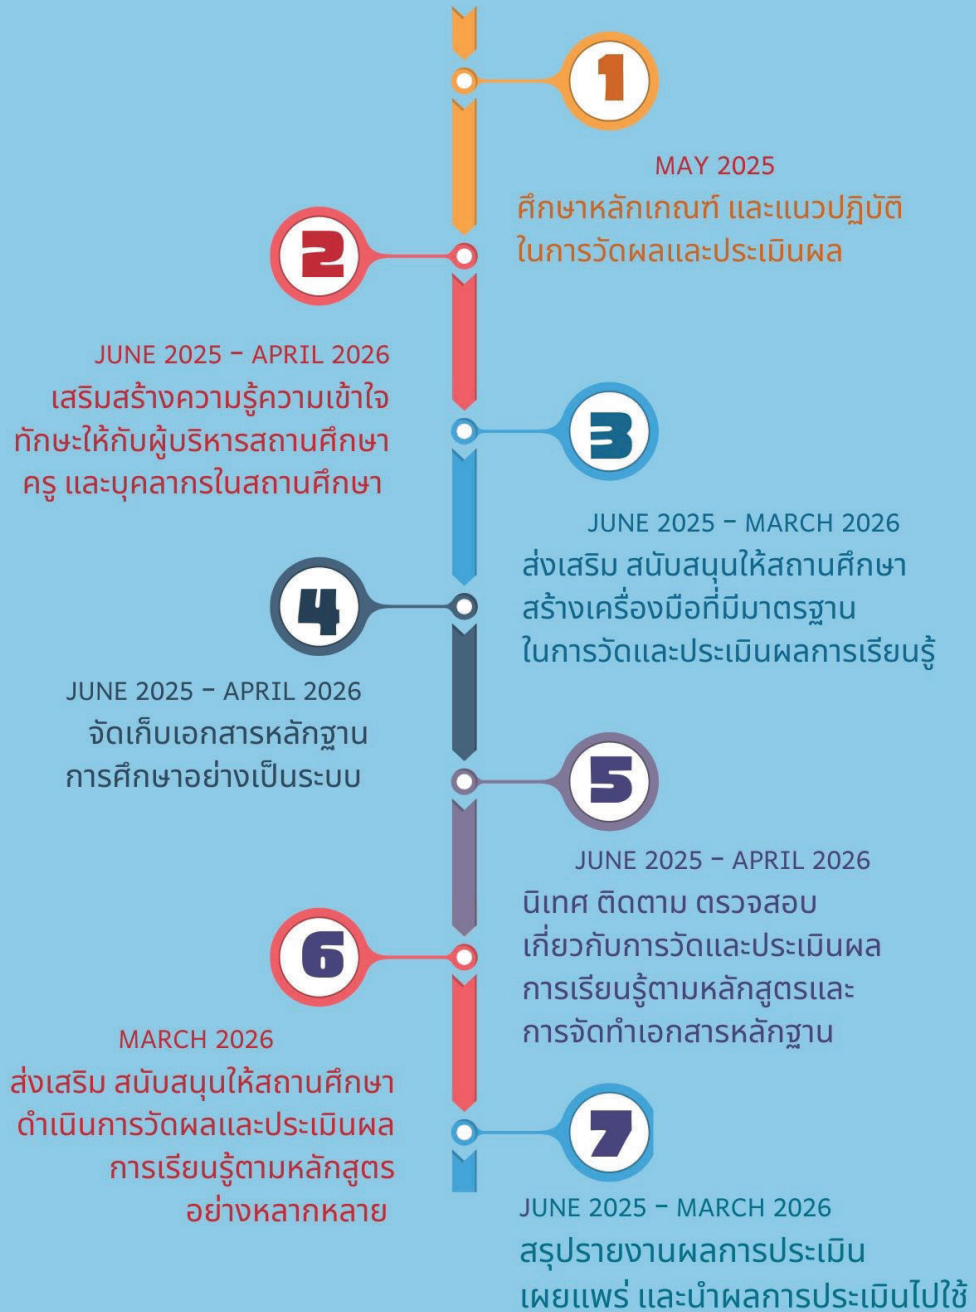 1
MAY 2025
ศึกษาหลักเกณฑ์ และแนวปฏิบัติ
ในการวัดผลและประเมินผล
2
JUNE 2025 - APRIL 2026
เสริมสร้างความรู้ความเข้าใจ
ทักษะให้กับผู้บริหารสถานศึกษา
ครู และบุคลากรในสถานศึกษา
3
JUNE 2025 - MARCH 2026
ส่งเสริม สนับสนุนให้สถานศึกษา
สร้างเครื่องมือที่มีมาตรฐาน
ในการวัดและประเมินผลการเรียนรู้
4
JUNE 2025 - APRIL 2026
จัดเก็บเอกสารหลักฐาน
การศึกษาอย่างเป็นระบบ
5
JUNE 2025 - APRIL 2026
นิเทศ ติดตาม ตรวจสอบ
เกี่ยวกับการวัดและประเมินผล
การเรียนรู้ตามหลักสูตรและ
การจัดทำเอกสารหลักฐาน
6
MARCH 2026
ส่งเสริม สนับสนุนให้สถานศึกษา
ดำเนินการวัดผลและประเมินผล
การเรียนรู้ตามหลักสูตร
อย่างหลากหลาย
7
JUNE 2025 - MARCH 2026
สรุปรายงานผลการประเมิน
เผยแพร่ และนำผลการประเมินไปใช้